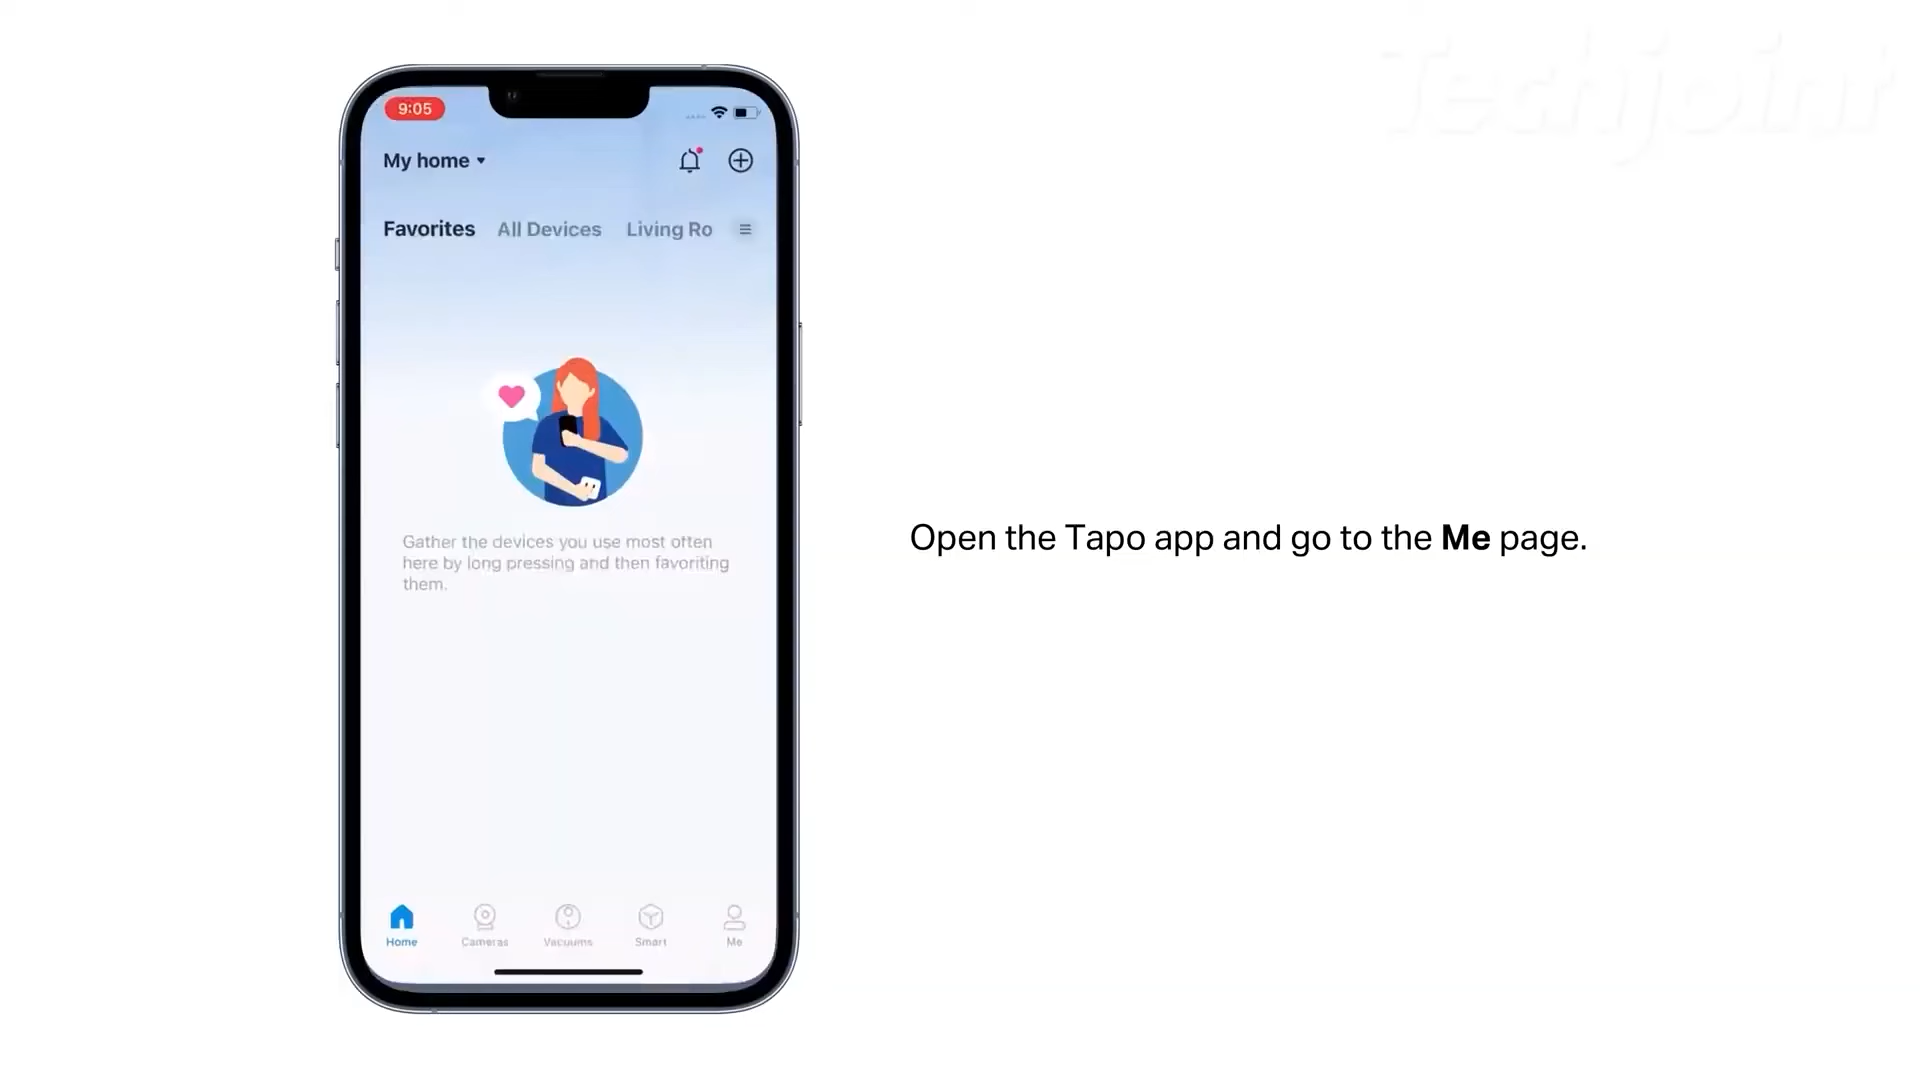 Techjoint
9:05
My home
Favorites All Devices Living Ro
Gather the devices you use most often
here by long pressing and then favoriting
them.
Open the Tapo app and go to the Me page.
Home Cameras Vacuums Smart Me